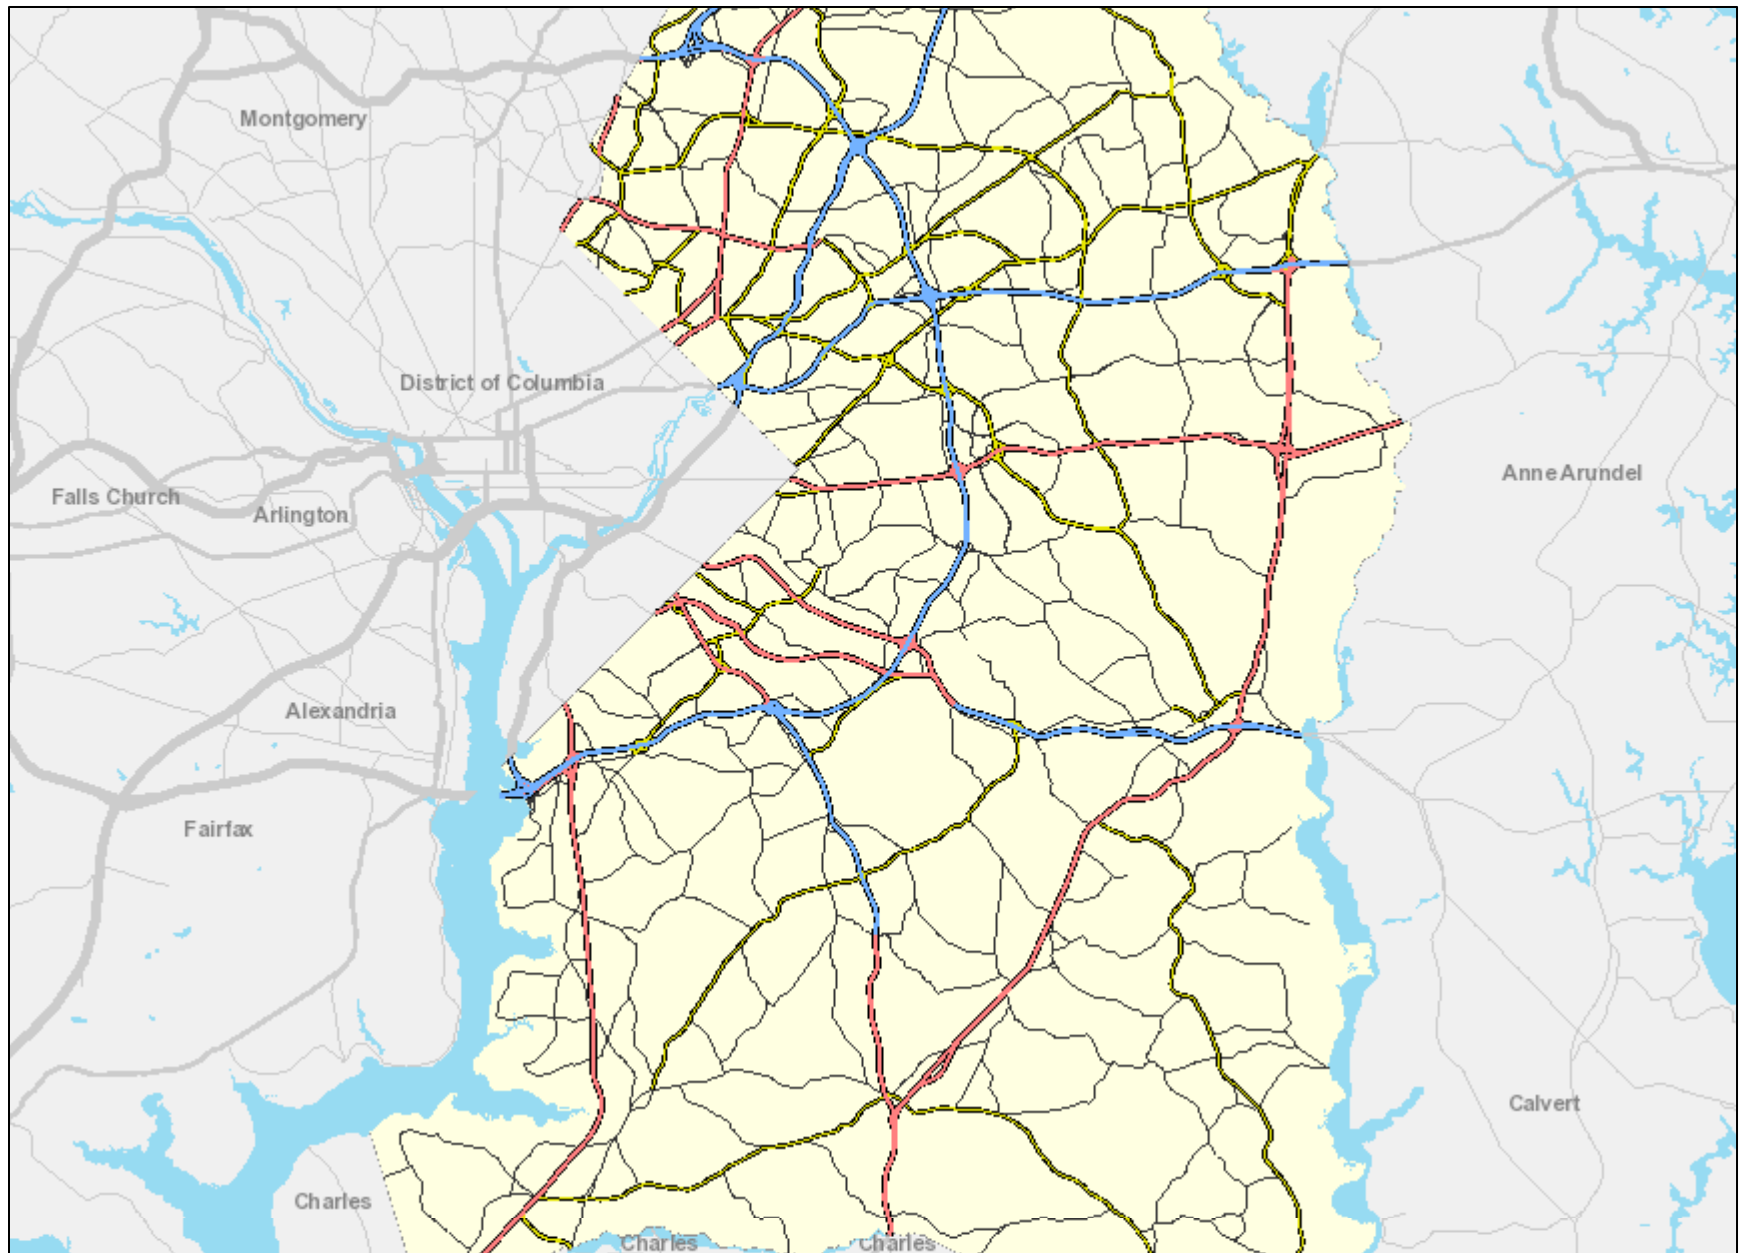 Montgomery
District of Columbia
Falls Church
Arlington
Anne Arundel
Alexandria
Fairfax
Calvert
Charles
Charles
Charles